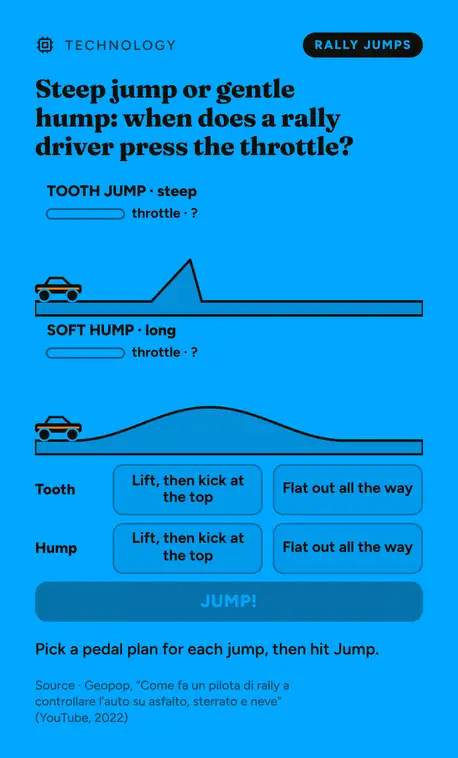 TECHNOLOGY
RALLY JUMPS
Steep jump or gentle
hump: when does a rally
driver press the throttle?
TOOTH JUMP · steep
throttle · ?
SOFT HUMP · long
throttle · ?
Tooth
Lift, then kick at
the top
Flat out all the way
Hump
Lift, then kick at
the top
Flat out all the way
JUMP!
Pick a pedal plan for each jump, then hit Jump.
Source · Geopop, “Come fa un pilota di rally a
controllare l’auto su asfalto, sterrato e neve”
(YouTube, 2022)